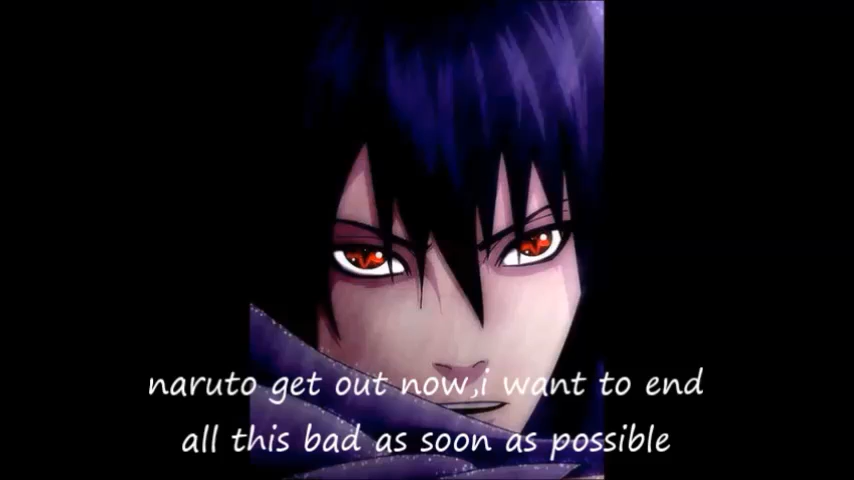 naruto get out now,i want to end
all this bad as soon as possible